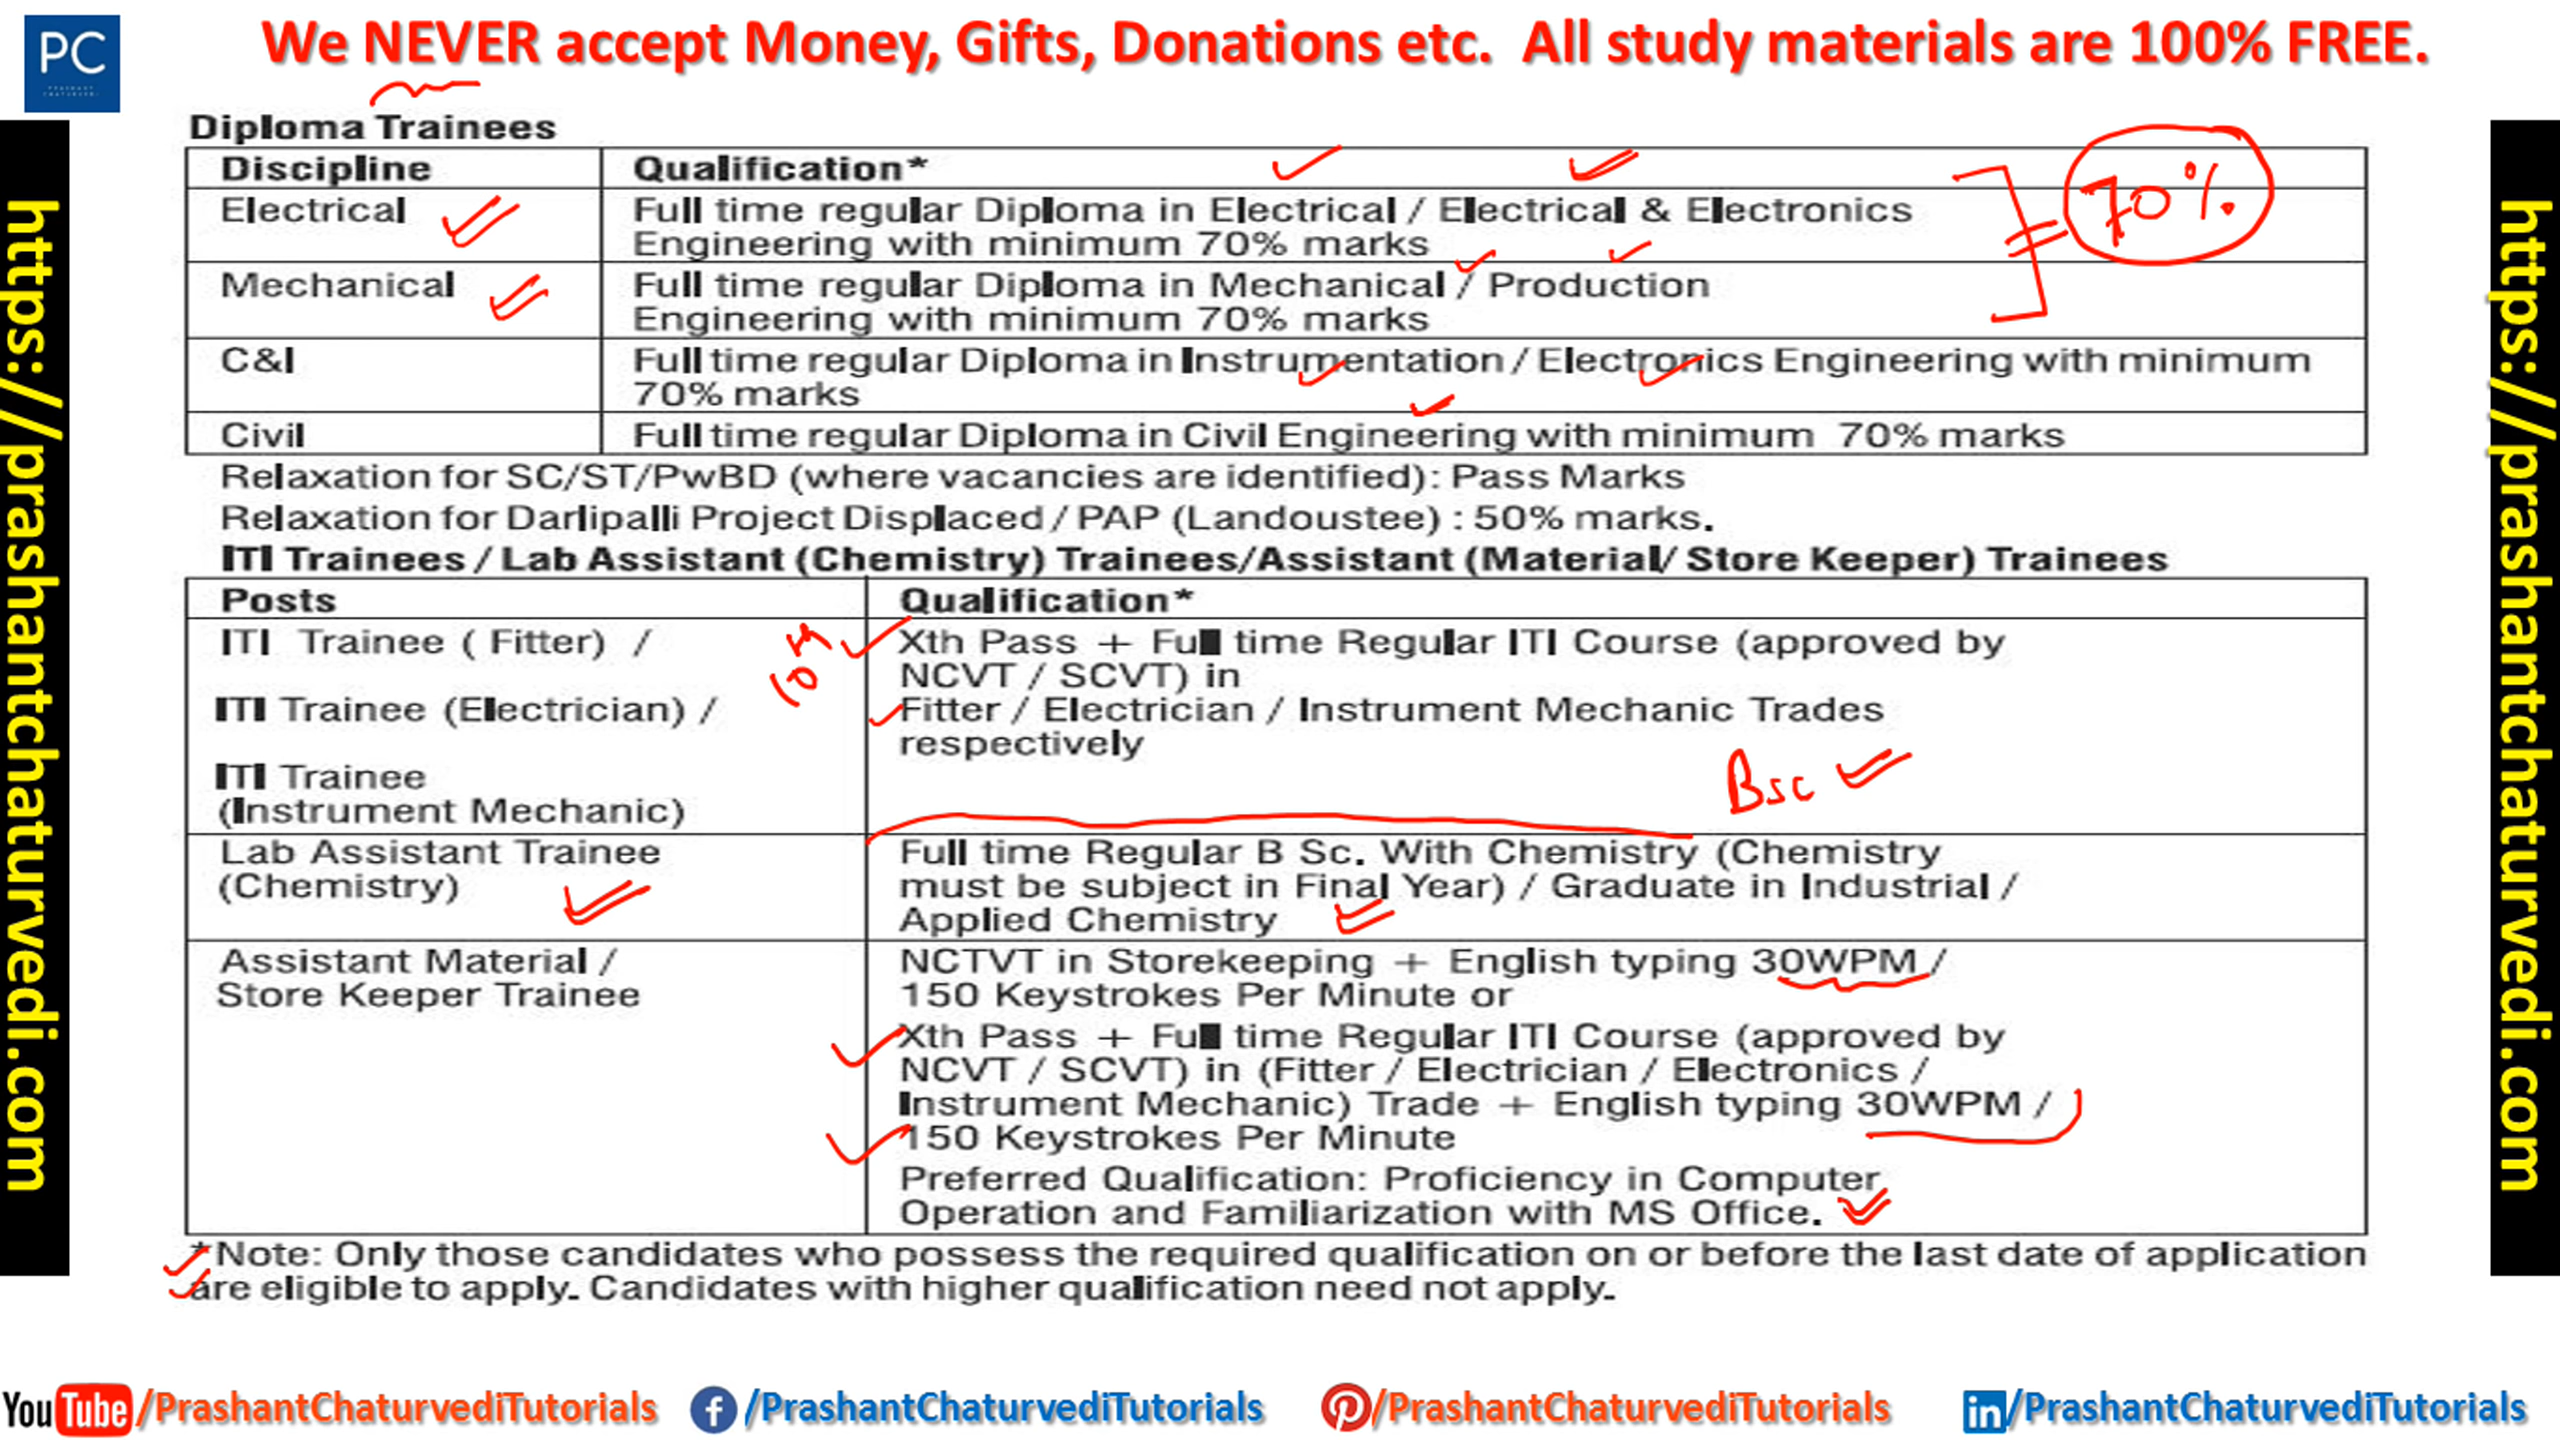 PC
PRASHANT
CHATURVEDI
We NEVER accept Money, Gifts, Donations etc. All study materials are 100% FREE.
https://prashantchaturvedi.com
https://prashantchaturvedi.com
Diploma Trainees
Discipline Qualification*
70%
Electrical Full time regular Diploma in Electrical / Electrical & Electronics
Engineering with minimum 70% marks
Mechanical Full time regular Diploma in Mechanical / Production
Engineering with minimum 70% marks
C&I Full time regular Diploma in Instrumentation / Electronics Engineering with minimum
70% marks
Civil Full time regular Diploma in Civil Engineering with minimum 70% marks
Relaxation for SC/ST/PwBD (where vacancies are identified): Pass Marks
Relaxation for Darlipalli Project Displaced / PAP (Landoustee) : 50% marks.
ITI Trainees / Lab Assistant (Chemistry) Trainees/Assistant (Material/ Store Keeper) Trainees
Posts Qualification*
ITI Trainee ( Fitter) /
ITI Trainee (Electrician) /
ITI Trainee
(Instrument Mechanic)
10th
Xth Pass + Full time Regular ITI Course (approved by
NCVT / SCVT) in
Fitter / Electrician / Instrument Mechanic Trades
respectively
Bsc
Lab Assistant Trainee
(Chemistry)
Full time Regular B Sc. With Chemistry (Chemistry
must be subject in Final Year) / Graduate in Industrial /
Applied Chemistry
Assistant Material /
Store Keeper Trainee
NCTVT in Storekeeping + English typing 30WPM /
150 Keystrokes Per Minute or
Xth Pass + Full time Regular ITI Course (approved by
NCVT / SCVT) in (Fitter / Electrician / Electronics /
Instrument Mechanic) Trade + English typing 30WPM /
150 Keystrokes Per Minute
Preferred Qualification: Proficiency in Computer
Operation and Familiarization with MS Office.
*Note: Only those candidates who possess the required qualification on or before the last date of application
are eligible to apply. Candidates with higher qualification need not apply.
YouTube /PrashantChaturvediTutorials f /PrashantChaturvediTutorials /PrashantChaturvediTutorials in /PrashantChaturvediTutorials